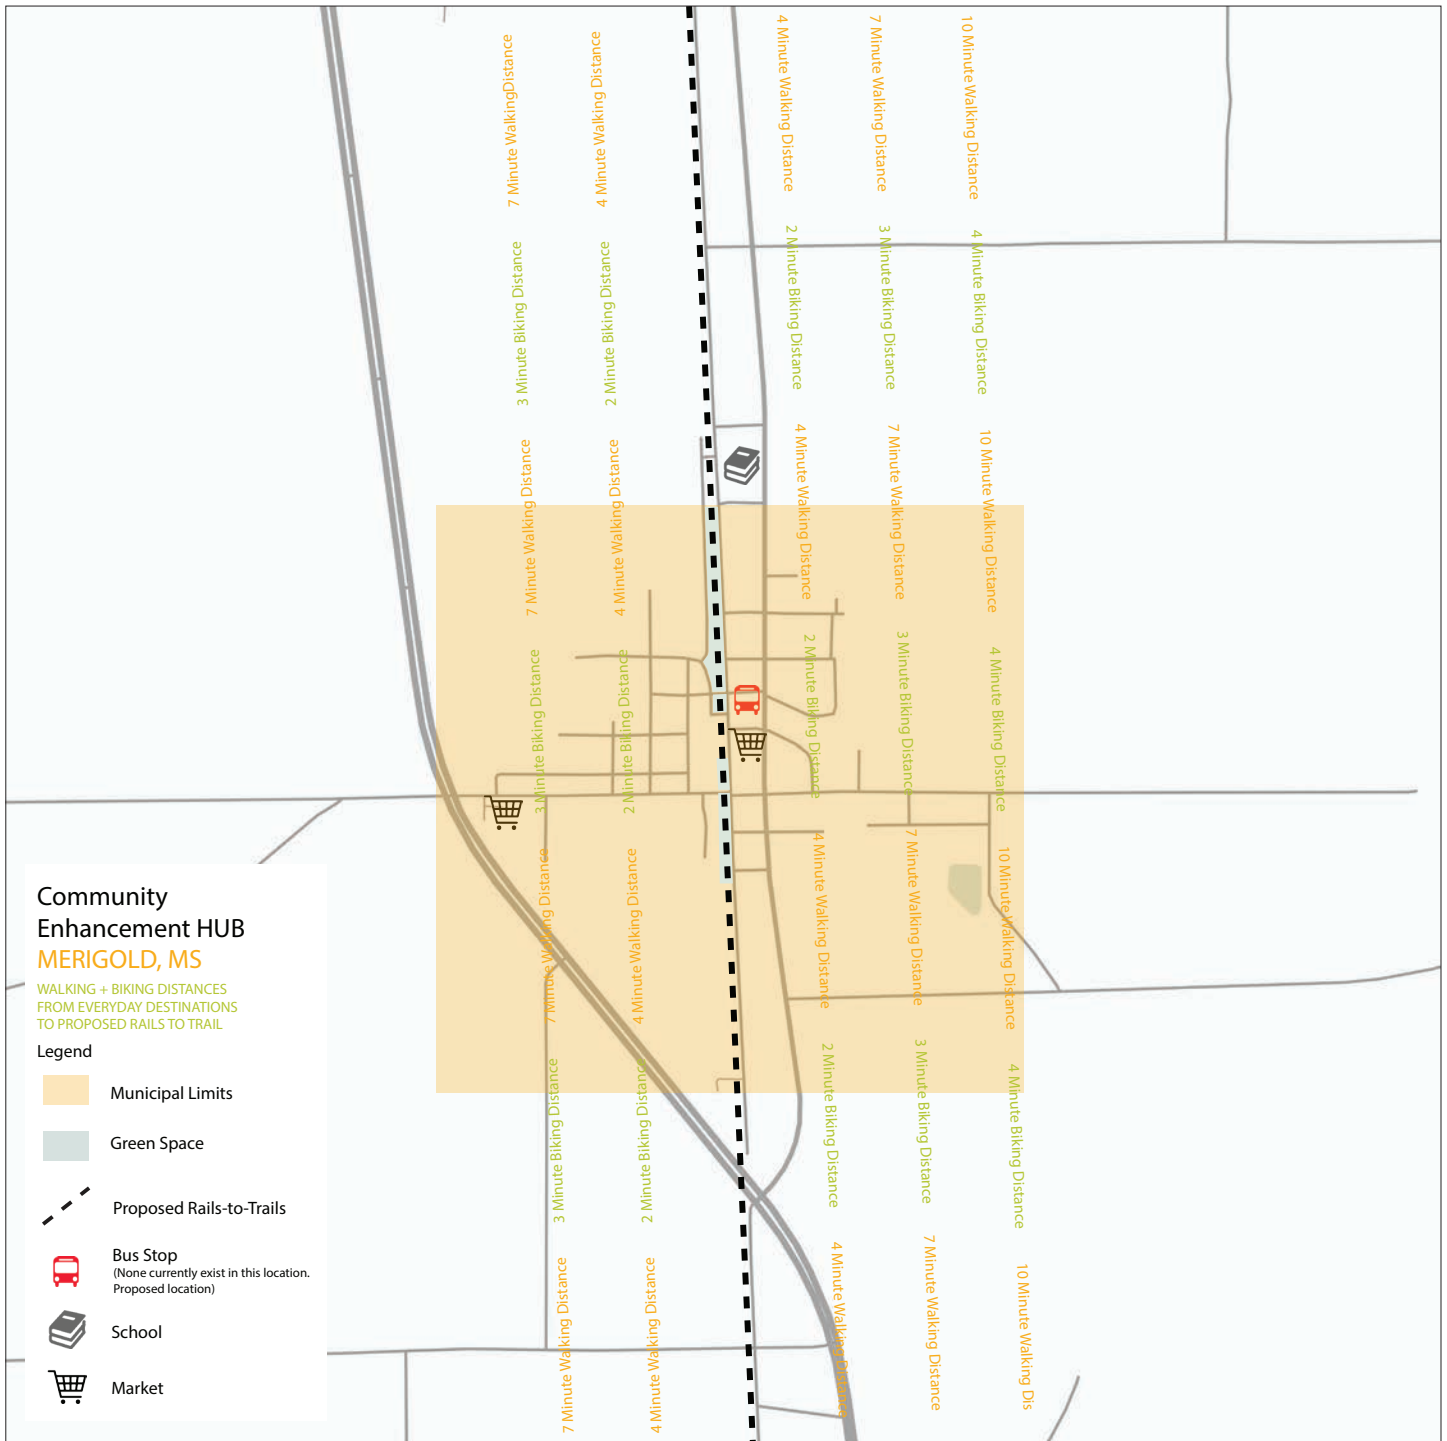 7 Minute WalkingDistance
3 Minute Biking Distance
7 Minute Walking Distance
3 Minute Biking Distance
7 Minute Walking Distance
3 Minute Biking Distance
7 Minute Walking Distance
4 Minute Walking Distance
2 Minute Biking Distance
4 Minute Walking Distance
2 Minute Biking Distance
4 Minute Walking Distance
2 Minute Biking Distance
4 Minute Walking Distance
4 Minute Walking Distance
2 Minute Biking Distance
4 Minute Walking Distance
2 Minute Biking Distance
4 Minute Walking Distance
2 Minute Biking Distance
4 Minute Walking Distance
7 Minute Walking Distance
3 Minute Biking Distance
7 Minute Walking Distance
3 Minute Biking Distance
7 Minute Walking Distance
3 Minute Biking Distance
7 Minute Walking Distance
10 Minute Walking Distance
4 Minute Biking Distance
10 Minute Walking Distance
4 Minute Biking Distance
10 Minute Walking Distance
4 Minute Biking Distance
10 Minute Walking Dis
Community
Enhancement HUB
MERIGOLD, MS
WALKING + BIKING DISTANCES
FROM EVERYDAY DESTINATIONS
TO PROPOSED RAILS TO TRAIL
Legend
Municipal Limits
Green Space
Proposed Rails-to-Trails
Bus Stop
(None currently exist in this location.
Proposed location)
School
Market